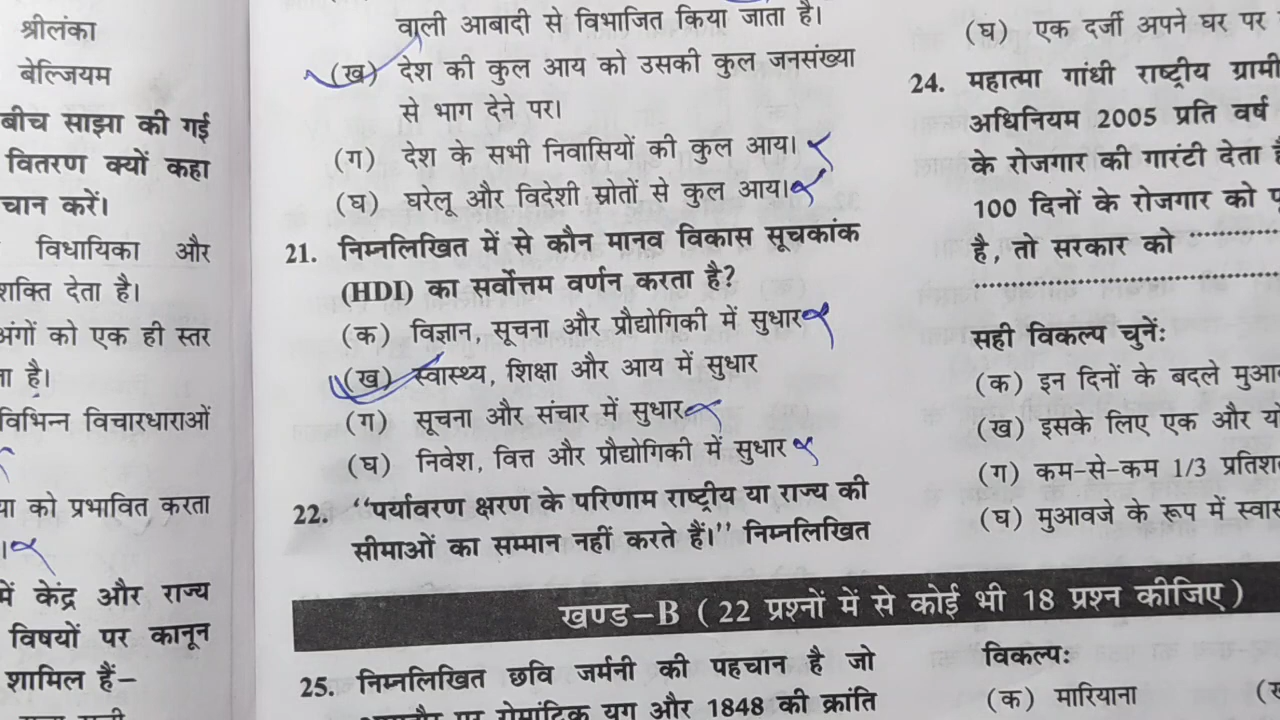 श्रीलंका
बेल्जियम
बीच साझा की गई
वितरण क्यों कहा
चान करें।
विधायिका और
शक्ति देता है।
अंगों को एक ही स्तर
ता है।
विभिन्न विचारधाराओं
या को प्रभावित करता
में केंद्र और राज्य
विषयों पर कानून
शामिल हैं–
वाली आबादी से विभाजित किया जाता है।
(ख) देश की कुल आय को उसकी कुल जनसंख्या
से भाग देने पर।
(ग) देश के सभी निवासियों की कुल आय।
(घ) घरेलू और विदेशी स्रोतों से कुल आय।
21. निम्नलिखित में से कौन मानव विकास सूचकांक
(HDI) का सर्वोत्तम वर्णन करता है?
(क) विज्ञान, सूचना और प्रौद्योगिकी में सुधार
(ख) स्वास्थ्य, शिक्षा और आय में सुधार
(ग) सूचना और संचार में सुधार
(घ) निवेश, वित्त और प्रौद्योगिकी में सुधार
22. “पर्यावरण क्षरण के परिणाम राष्ट्रीय या राज्य की
सीमाओं का सम्मान नहीं करते हैं।” निम्नलिखित
(घ) एक दर्जी अपने घर पर
24. महात्मा गांधी राष्ट्रीय ग्रामी
अधिनियम 2005 प्रति वर्ष
के रोजगार की गारंटी देता है
100 दिनों के रोजगार को प
है, तो सरकार को ..............
..............................
सही विकल्प चुनें:
(क) इन दिनों के बदले मुआ
(ख) इसके लिए एक और य
(ग) कम-से-कम 1/3 प्रतिश
(घ) मुआवजे के रूप में स्वास
खण्ड–B ( 22 प्रश्नों में से कोई भी 18 प्रश्न कीजिए )
25. निम्नलिखित छवि जर्मनी की पहचान है जो
रोमांटिक युग और 1848 की क्रांति
विकल्प:
(क) मारियाना